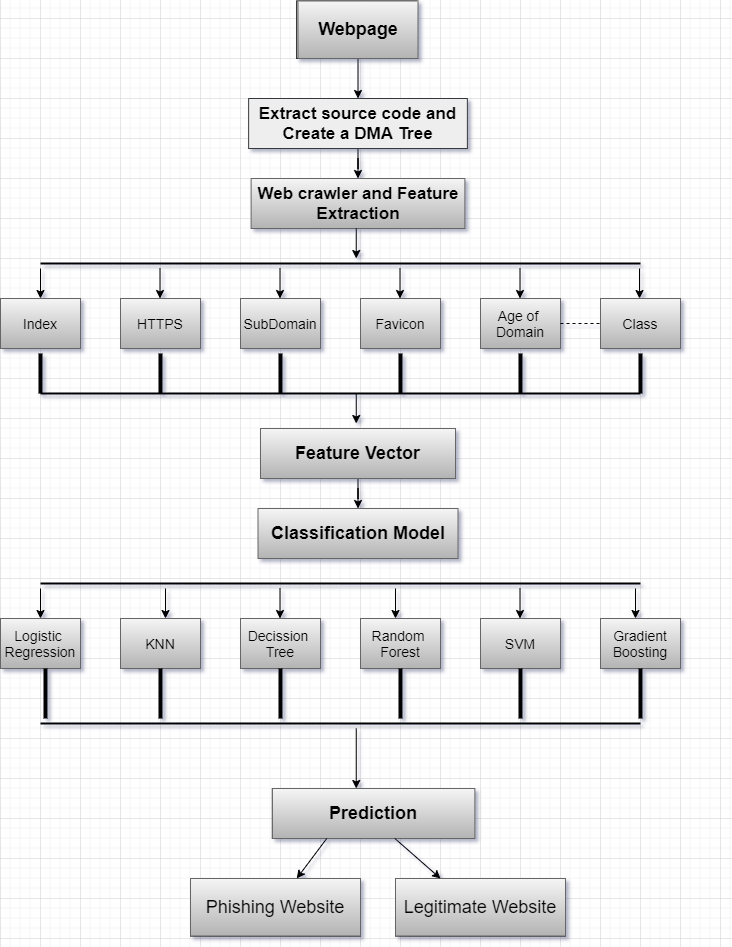 Webpage
Extract source code and
Create a DMA Tree
Web crawler and Feature
Extraction
Index
HTTPS
SubDomain
Favicon
Age of
Domain
Class
Feature Vector
Classification Model
Logistic
Regression
KNN
Decission
Tree
Random
Forest
SVM
Gradient
Boosting
Prediction
Phishing Website
Legitimate Website